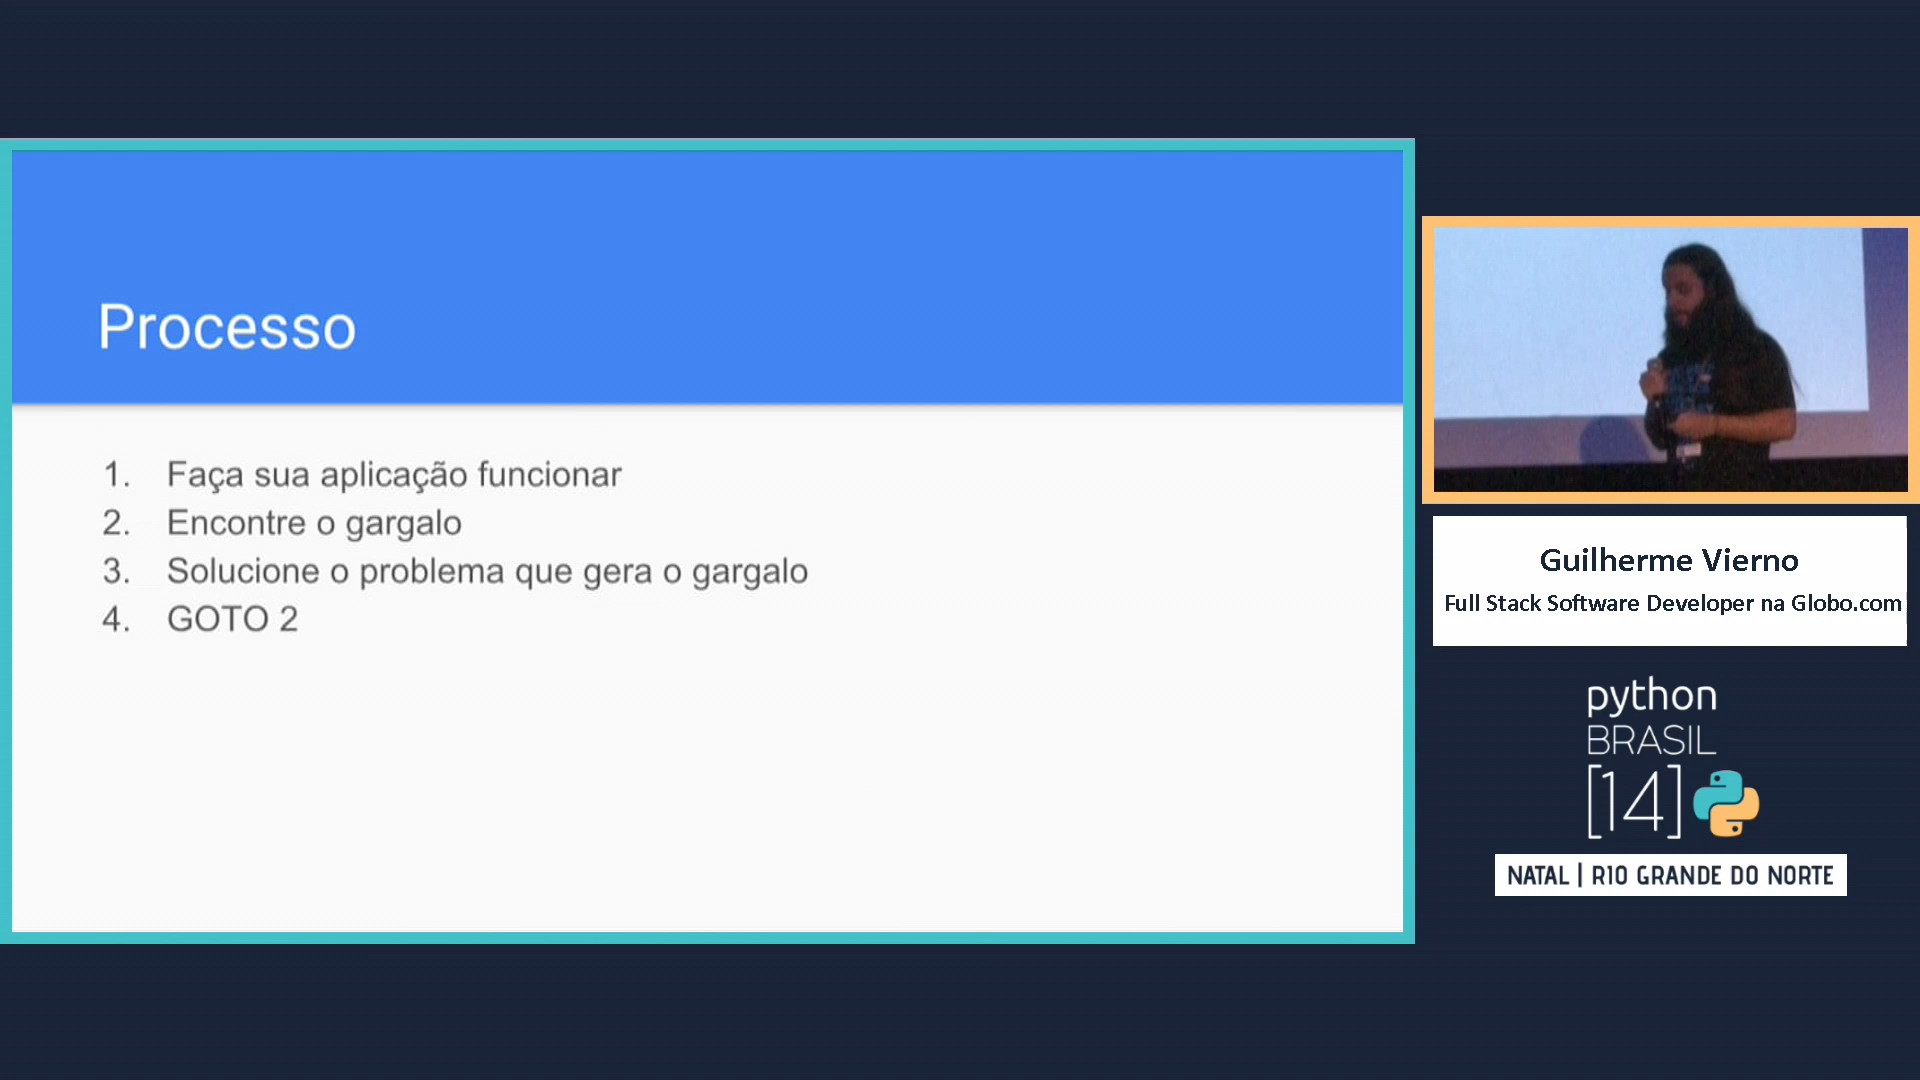 Processo
1. Faça sua aplicação funcionar
2. Encontre o gargalo
3. Solucione o problema que gera o gargalo
4. GOTO 2
Guilherme Vierno
Full Stack Software Developer na Globo.com
python
BRASIL
[14]
NATAL | RIO GRANDE DO NORTE